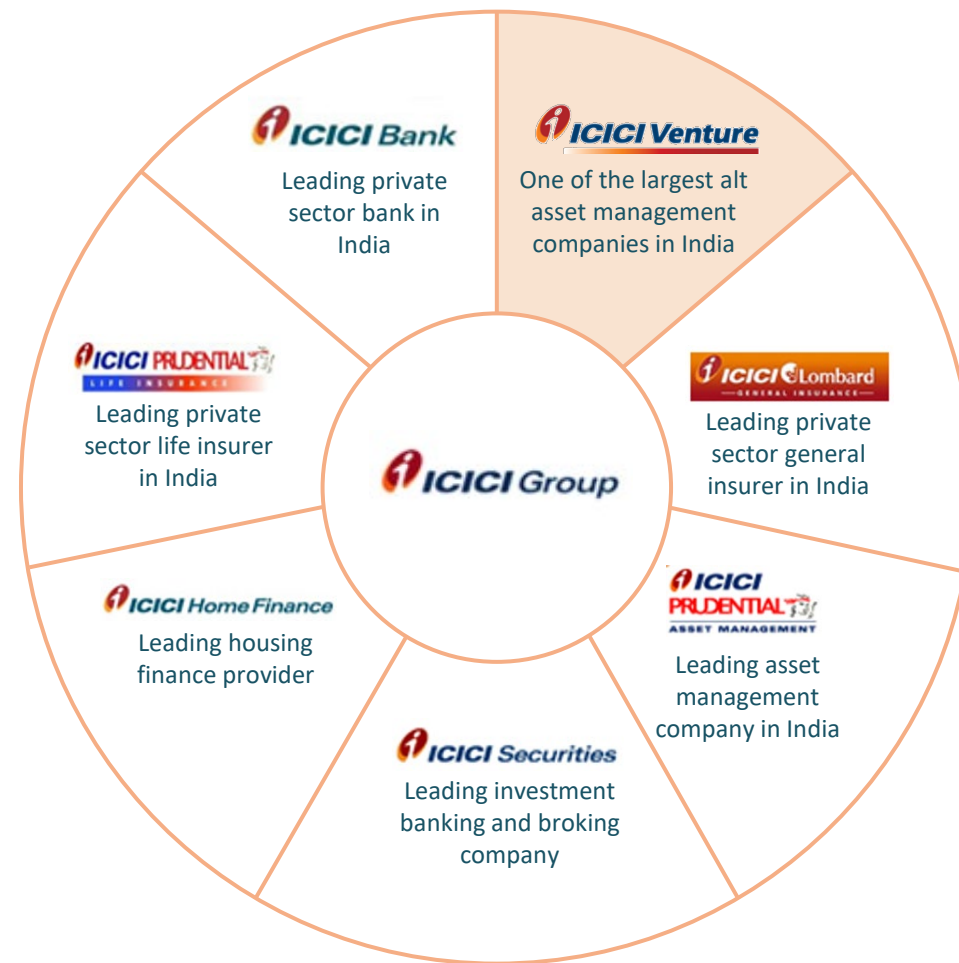 ICICI Bank
Leading private
sector bank in
India
ICICI Venture
One of the largest alt
asset management
companies in India
ICICI Lombard
GENERAL INSURANCE
Leading private
sector general
insurer in India
ICICI
PRUDENTIAL
ASSET MANAGEMENT
Leading asset
management
company in India
ICICI Securities
Leading investment
banking and broking
company
ICICI Home Finance
Leading housing
finance provider
ICICI PRUDENTIAL
LIFE INSURANCE
Leading private
sector life insurer
in India
ICICI Group